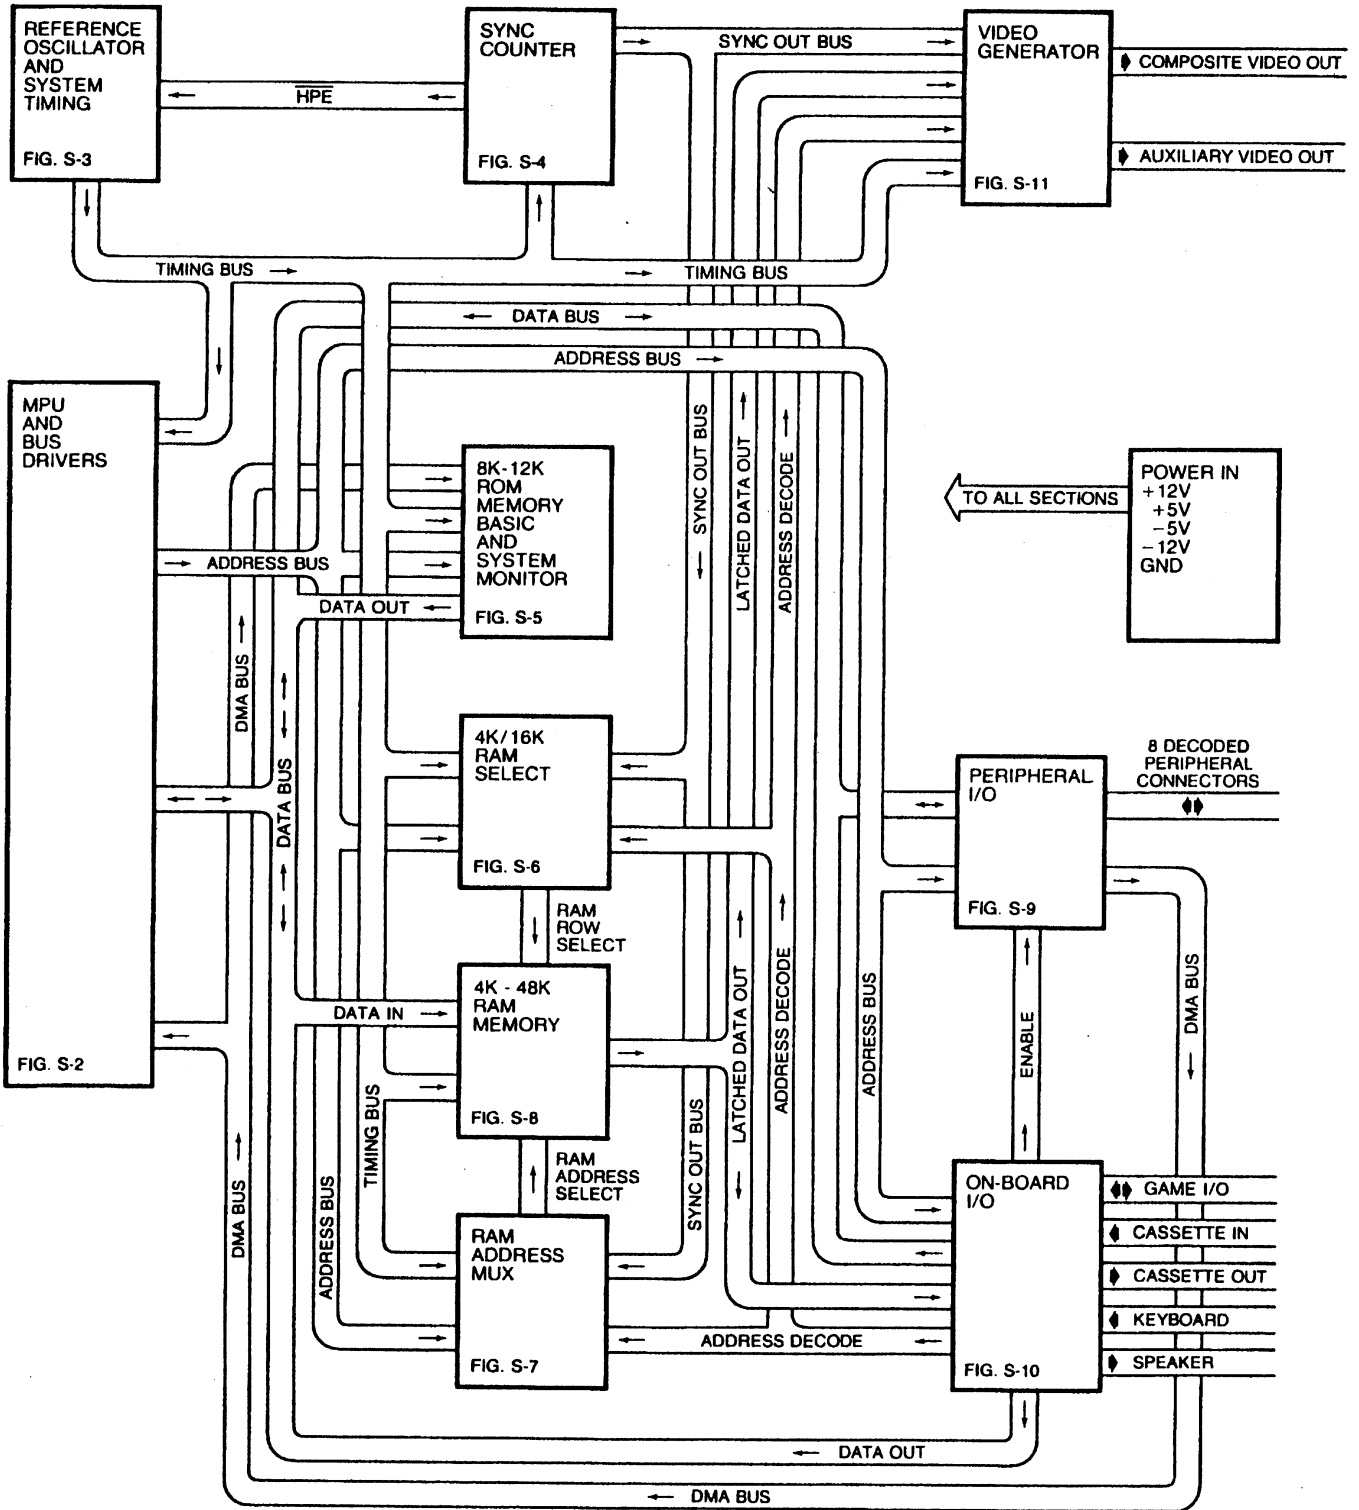 REFERENCE
OSCILLATOR
AND
SYSTEM
TIMING
FIG. S-3
HPE
SYNC
COUNTER
FIG. S-4
SYNC OUT BUS
VIDEO
GENERATOR
FIG. S-11
COMPOSITE VIDEO OUT
AUXILIARY VIDEO OUT
TIMING BUS
TIMING BUS
DATA BUS
ADDRESS BUS
MPU
AND
BUS
DRIVERS
FIG. S-2
8K-12K
ROM
MEMORY
BASIC
AND
SYSTEM
MONITOR
FIG. S-5
ADDRESS BUS
DATA OUT
DMA BUS
DATA BUS
SYNC OUT BUS
LATCHED DATA OUT
ADDRESS DECODE
TO ALL SECTIONS
POWER IN
+12V
+5V
-5V
-12V
GND
4K/16K
RAM
SELECT
FIG. S-6
RAM
ROW
SELECT
PERIPHERAL
I/O
FIG. S-9
8 DECODED
PERIPHERAL
CONNECTORS
4K - 48K
RAM
MEMORY
FIG. S-8
DATA IN
LATCHED DATA OUT
ADDRESS DECODE
ADDRESS BUS
ENABLE
DMA BUS
TIMING BUS
RAM
ADDRESS
SELECT
SYNC OUT BUS
DMA BUS
ADDRESS BUS
RAM
ADDRESS
MUX
FIG. S-7
ADDRESS DECODE
ON-BOARD
I/O
FIG. S-10
GAME I/O
CASSETTE IN
CASSETTE OUT
KEYBOARD
SPEAKER
DATA OUT
DMA BUS